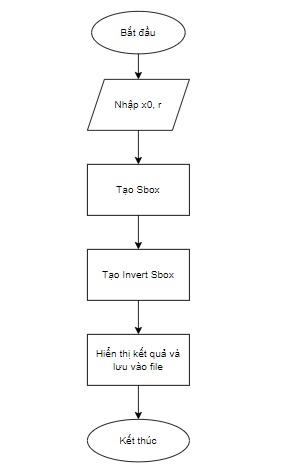 Bắt đầu
Nhập x0, r
Tạo Sbox
Tạo Invert Sbox
Hiển thị kết quả và
lưu vào file
Kết thúc